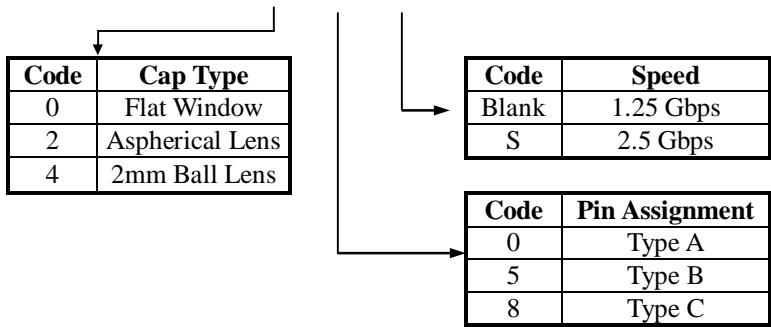 Code Cap Type
0 Flat Window
2 Aspherical Lens
4 2mm Ball Lens
Code Speed
Blank 1.25 Gbps
S 2.5 Gbps
Code Pin Assignment
0 Type A
5 Type B
8 Type C